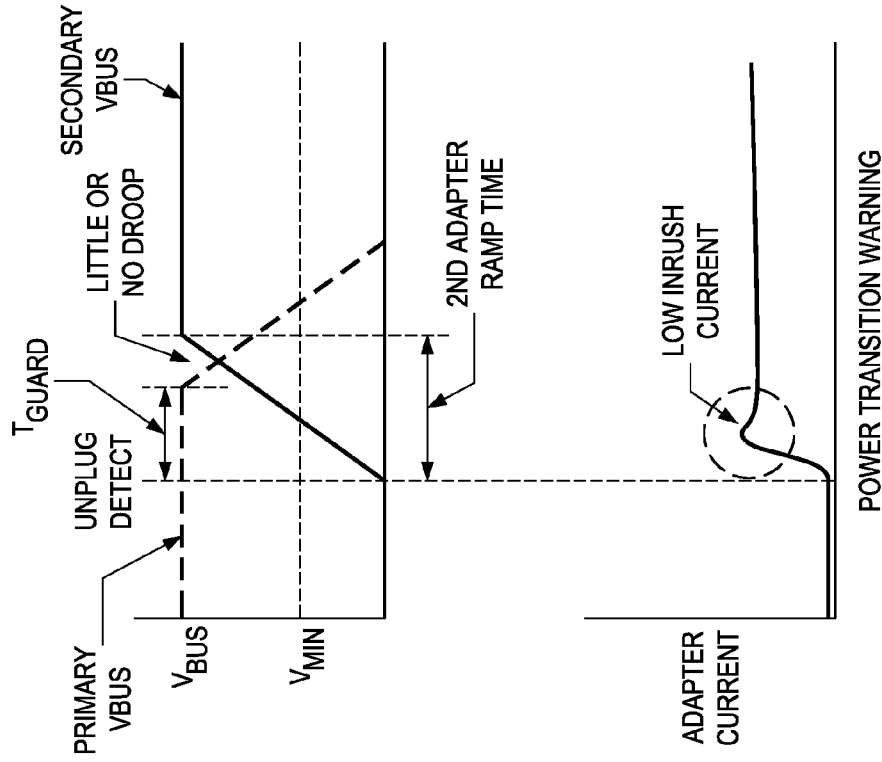 T GUARD
UNPLUG
DETECT
PRIMARY
VBUS
LITTLE OR
NO DROOP
SECONDARY
VBUS
V BUS
V MIN
2ND ADAPTER
RAMP TIME
ADAPTER
CURRENT
LOW INRUSH
CURRENT
POWER TRANSITION WARNING